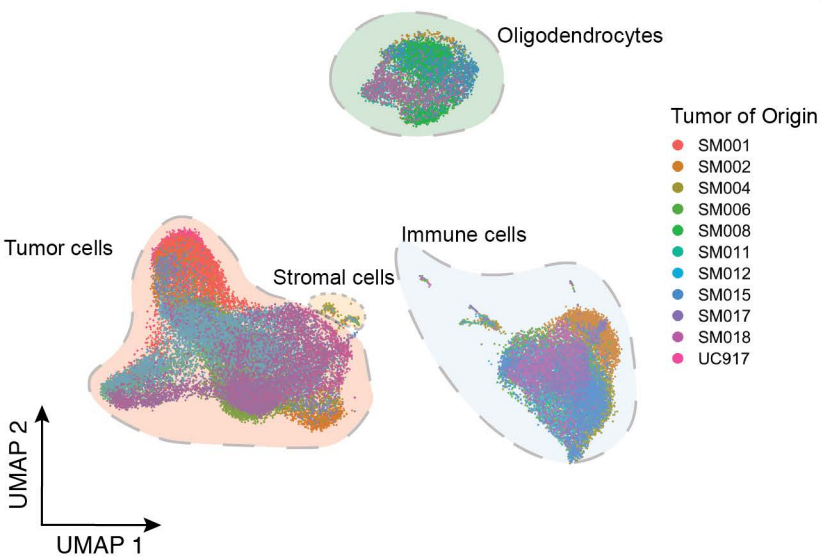 Oligodendrocytes
Tumor of Origin
SM001
SM002
SM004
SM006
SM008
SM011
SM012
SM015
SM017
SM018
UC917
Tumor cells
Stromal cells
Immune cells
UMAP 2
UMAP 1